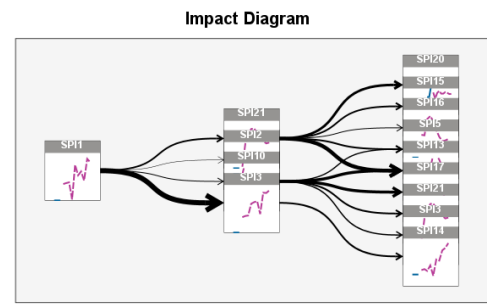 Impact Diagram
SPI1
SPI21
SPI2
SPI10
SPI3
SPI20
SPI15
SPI16
SPI5
SPI13
SPI17
SPI21
SPI3
SPI14